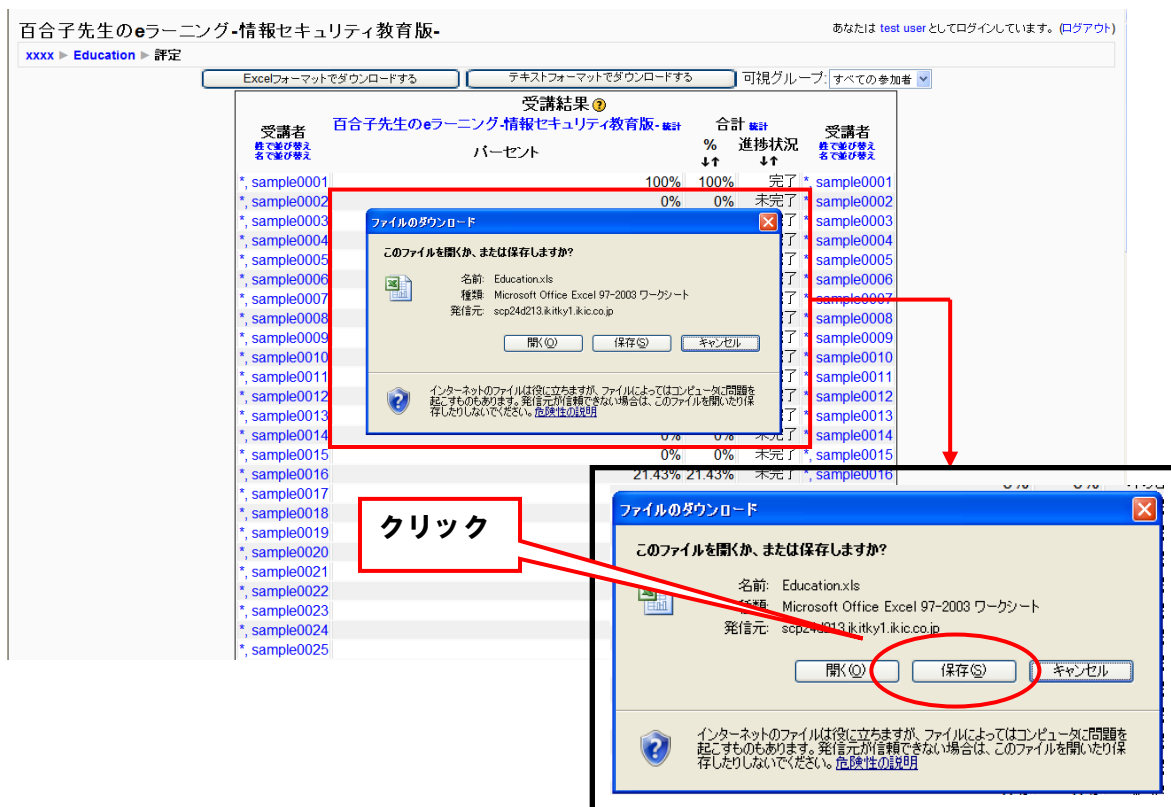 百合子先生のeラーニング-情報セキュリティ教育版-
あなたは test user としてログインしています。(ログアウト)
xxxx ► Education ► 評定
Excelフォーマットでダウンロードする
テキストフォーマットでダウンロードする
可視グループ: すべての参加者
受講結果
受講者
姓で並び替え
名で並び替え
百合子先生のeラーニング-情報セキュリティ教育版- 統計
パーセント
合計 統計
%
↓↑
進捗状況
↓↑
受講者
姓で並び替え
名で並び替え
*, sample0001 100% 100% 完了 *, sample0001
*, sample0002 0% 0% 未完了 *, sample0002
*, sample0003 了 *, sample0003
*, sample0004 了 *, sample0004
*, sample0005 了 *, sample0005
*, sample0006 了 *, sample0006
*, sample0007 了 *, sample0007
*, sample0008 了 *, sample0008
*, sample0009 了 *, sample0009
*, sample0010 了 *, sample0010
*, sample0011 了 *, sample0011
*, sample0012 了 *, sample0012
*, sample0013 了 *, sample0013
*, sample0014 0% 0% 未完了 *, sample0014
*, sample0015 0% 0% 未完了 *, sample0015
*, sample0016 21.43% 21.43% 未完了 *, sample0016
*, sample0017
*, sample0018
*, sample0019
*, sample0020
*, sample0021
*, sample0022
*, sample0023
*, sample0024
*, sample0025
ファイルのダウンロード
このファイルを開くか、または保存しますか?
名前: Education.xls
種類: Microsoft Office Excel 97-2003 ワークシート
発信元: scp24d213.ikitky1.ikic.co.jp
開く(O) 保存(S) キャンセル
インターネットのファイルは役に立ちますが、ファイルによってはコンピュータに問題を
起こすものもあります。発信元が信頼できない場合は、このファイルを開いたり保
存したりしないでください。危険性の説明
クリック
ファイルのダウンロード
このファイルを開くか、または保存しますか?
名前: Education.xls
種類: Microsoft Office Excel 97-2003 ワークシート
発信元: scp24d213.ikitky1.ikic.co.jp
開く(O) 保存(S) キャンセル
インターネットのファイルは役に立ちますが、ファイルによってはコンピュータに問題を
起こすものもあります。発信元が信頼できない場合は、このファイルを開いたり保
存したりしないでください。危険性の説明